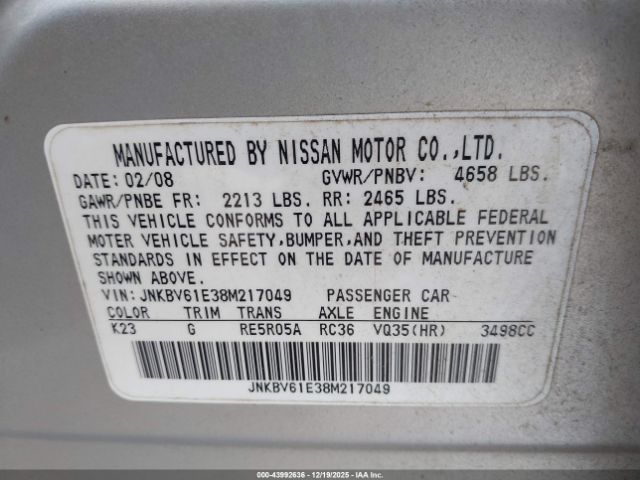 MANUFACTURED BY NISSAN MOTOR CO.,LTD.
DATE: 02/08 GVWR/PNBV: 4658 LBS.
GAWR/PNBE FR: 2213 LBS. RR: 2465 LBS.
THIS VEHICLE CONFORMS TO ALL APPLICABLE FEDERAL
MOTER VEHICLE SAFETY,BUMPER,AND THEFT PREVENTION
STANDARDS IN EFFECT ON THE DATE OF MANUFACTURE
SHOWN ABOVE.
VIN: JNKBV61E38M217049 PASSENGER CAR
COLOR TRIM TRANS AXLE ENGINE
K23 G RE5R05A RC36 VQ35(HR) 3498CC
JNKBV61E38M217049
000-43992636 - 12/19/2025 - IAA, Inc.